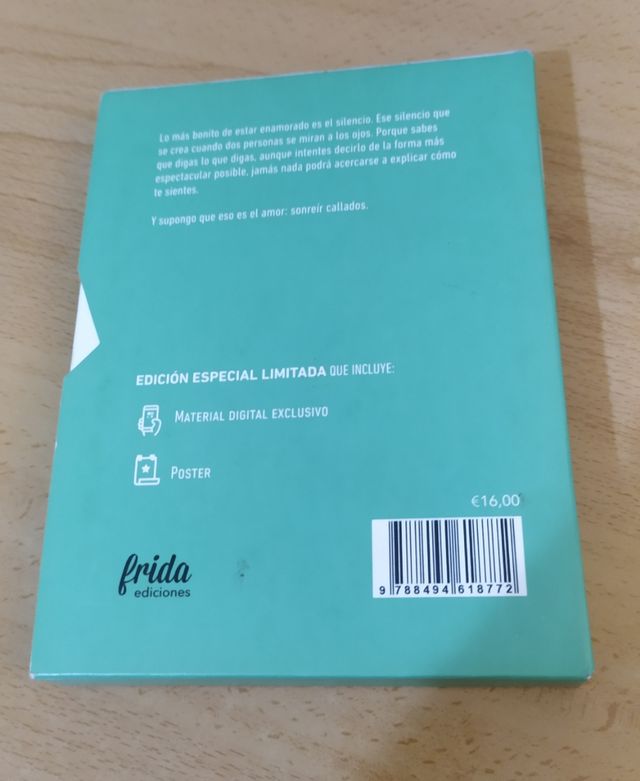 Lo más bonito de estar enamorado es el silencio. Ese silencio que
se crea cuando dos personas se miran a los ojos. Porque sabes
que digas lo que digas, aunque intentes decirlo de la forma más
espectacular posible, jamás nada podrá acercarse a explicar cómo
te sientes.
Y supongo que eso es el amor: sonreír callados.
EDICIÓN ESPECIAL LIMITADA QUE INCLUYE:
MATERIAL DIGITAL EXCLUSIVO
POSTER
€16,00
frida
ediciones
9 788494 618772